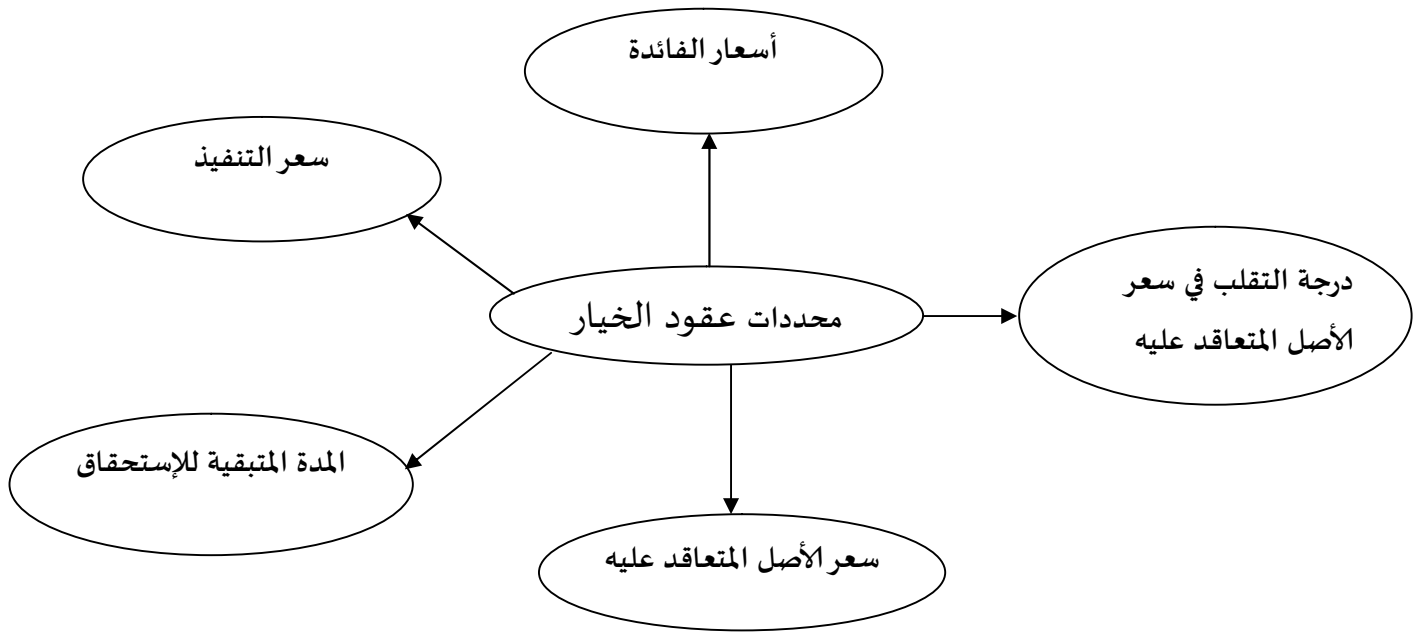 أسعار الفائدة
سعر التنفيذ
درجة التقلب في سعر
الأصل المتعاقد عليه
محددات عقود الخيار
المدة المتبقية للإستحقاق
سعر الأصل المتعاقد عليه